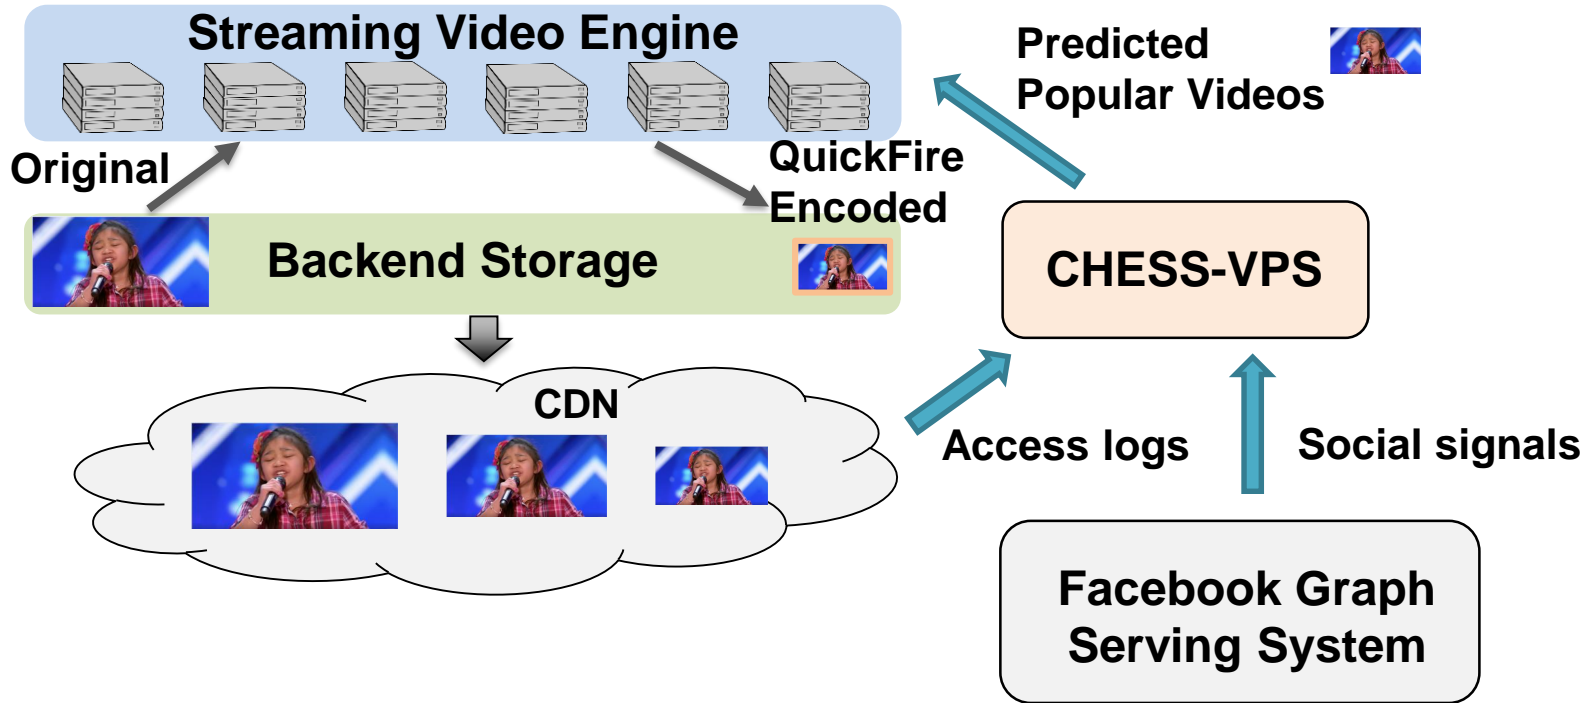 Streaming Video Engine
Predicted
Popular Videos
Original
QuickFire
Encoded
Backend Storage
CHESS-VPS
CDN
Access logs
Social signals
Facebook Graph
Serving System